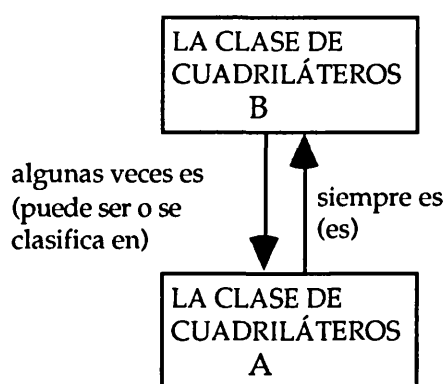 LA CLASE DE
CUADRILÁTEROS
B
algunas veces es
(puede ser o se
clasifica en)
siempre es
(es)
LA CLASE DE
CUADRILÁTEROS
A